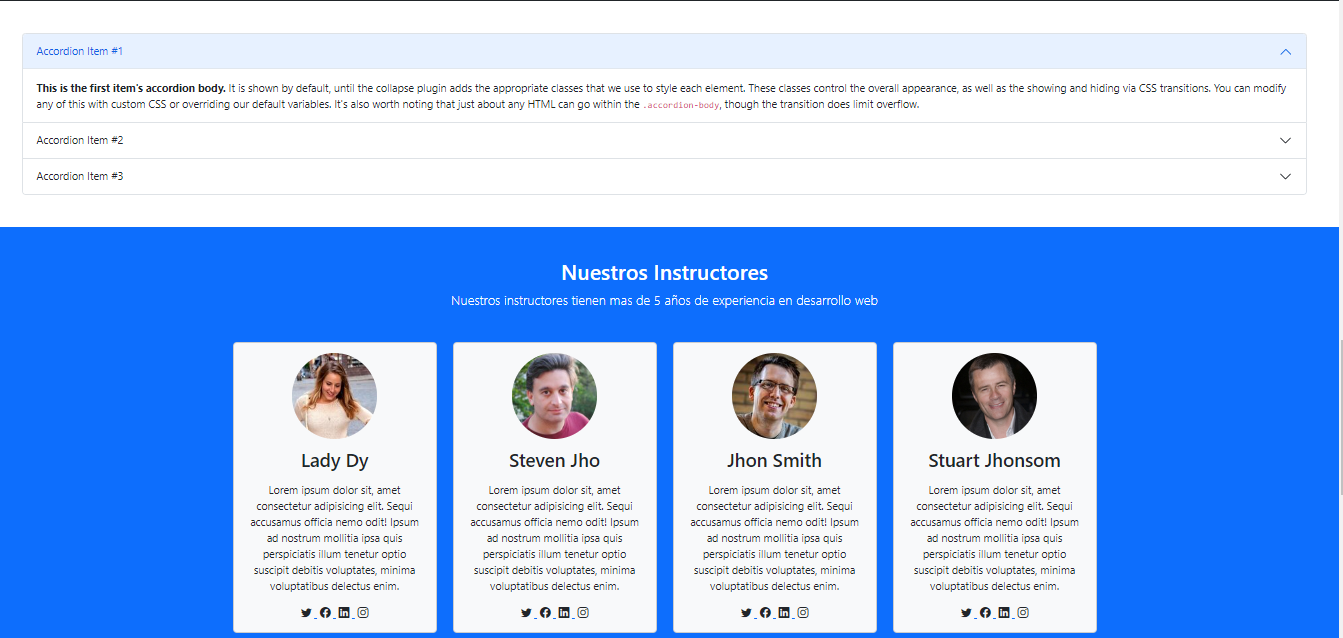 Accordion Item #1
This is the first item's accordion body. It is shown by default, until the collapse plugin adds the appropriate classes that we use to style each element. These classes control the overall appearance, as well as the showing and hiding via CSS transitions. You can modify
any of this with custom CSS or overriding our default variables. It's also worth noting that just about any HTML can go within the .accordion-body, though the transition does limit overflow.
Accordion Item #2
Accordion Item #3
Nuestros Instructores
Nuestros instructores tienen mas de 5 años de experiencia en desarrollo web
Lady Dy
Lorem ipsum dolor sit, amet
consectetur adipisicing elit. Sequi
accusamus officia nemo odit! Ipsum
ad nostrum mollitia ipsa quis
perspiciatis illum tenetur optio
suscipit debitis voluptates, minima
voluptatibus delectus enim.
Steven Jho
Lorem ipsum dolor sit, amet
consectetur adipisicing elit. Sequi
accusamus officia nemo odit! Ipsum
ad nostrum mollitia ipsa quis
perspiciatis illum tenetur optio
suscipit debitis voluptates, minima
voluptatibus delectus enim.
Jhon Smith
Lorem ipsum dolor sit, amet
consectetur adipisicing elit. Sequi
accusamus officia nemo odit! Ipsum
ad nostrum mollitia ipsa quis
perspiciatis illum tenetur optio
suscipit debitis voluptates, minima
voluptatibus delectus enim.
Stuart Jhonsom
Lorem ipsum dolor sit, amet
consectetur adipisicing elit. Sequi
accusamus officia nemo odit! Ipsum
ad nostrum mollitia ipsa quis
perspiciatis illum tenetur optio
suscipit debitis voluptates, minima
voluptatibus delectus enim.